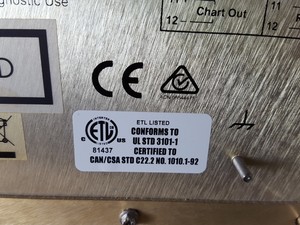 gnostic Use
11
12
Chart Out
11
12
D
CE
ETL LISTED
CONFORMS TO
UL STD 3101-1
CERTIFIED TO
CAN/CSA STD C22.2 NO. 1010.1-92
ETL
C
US
81437